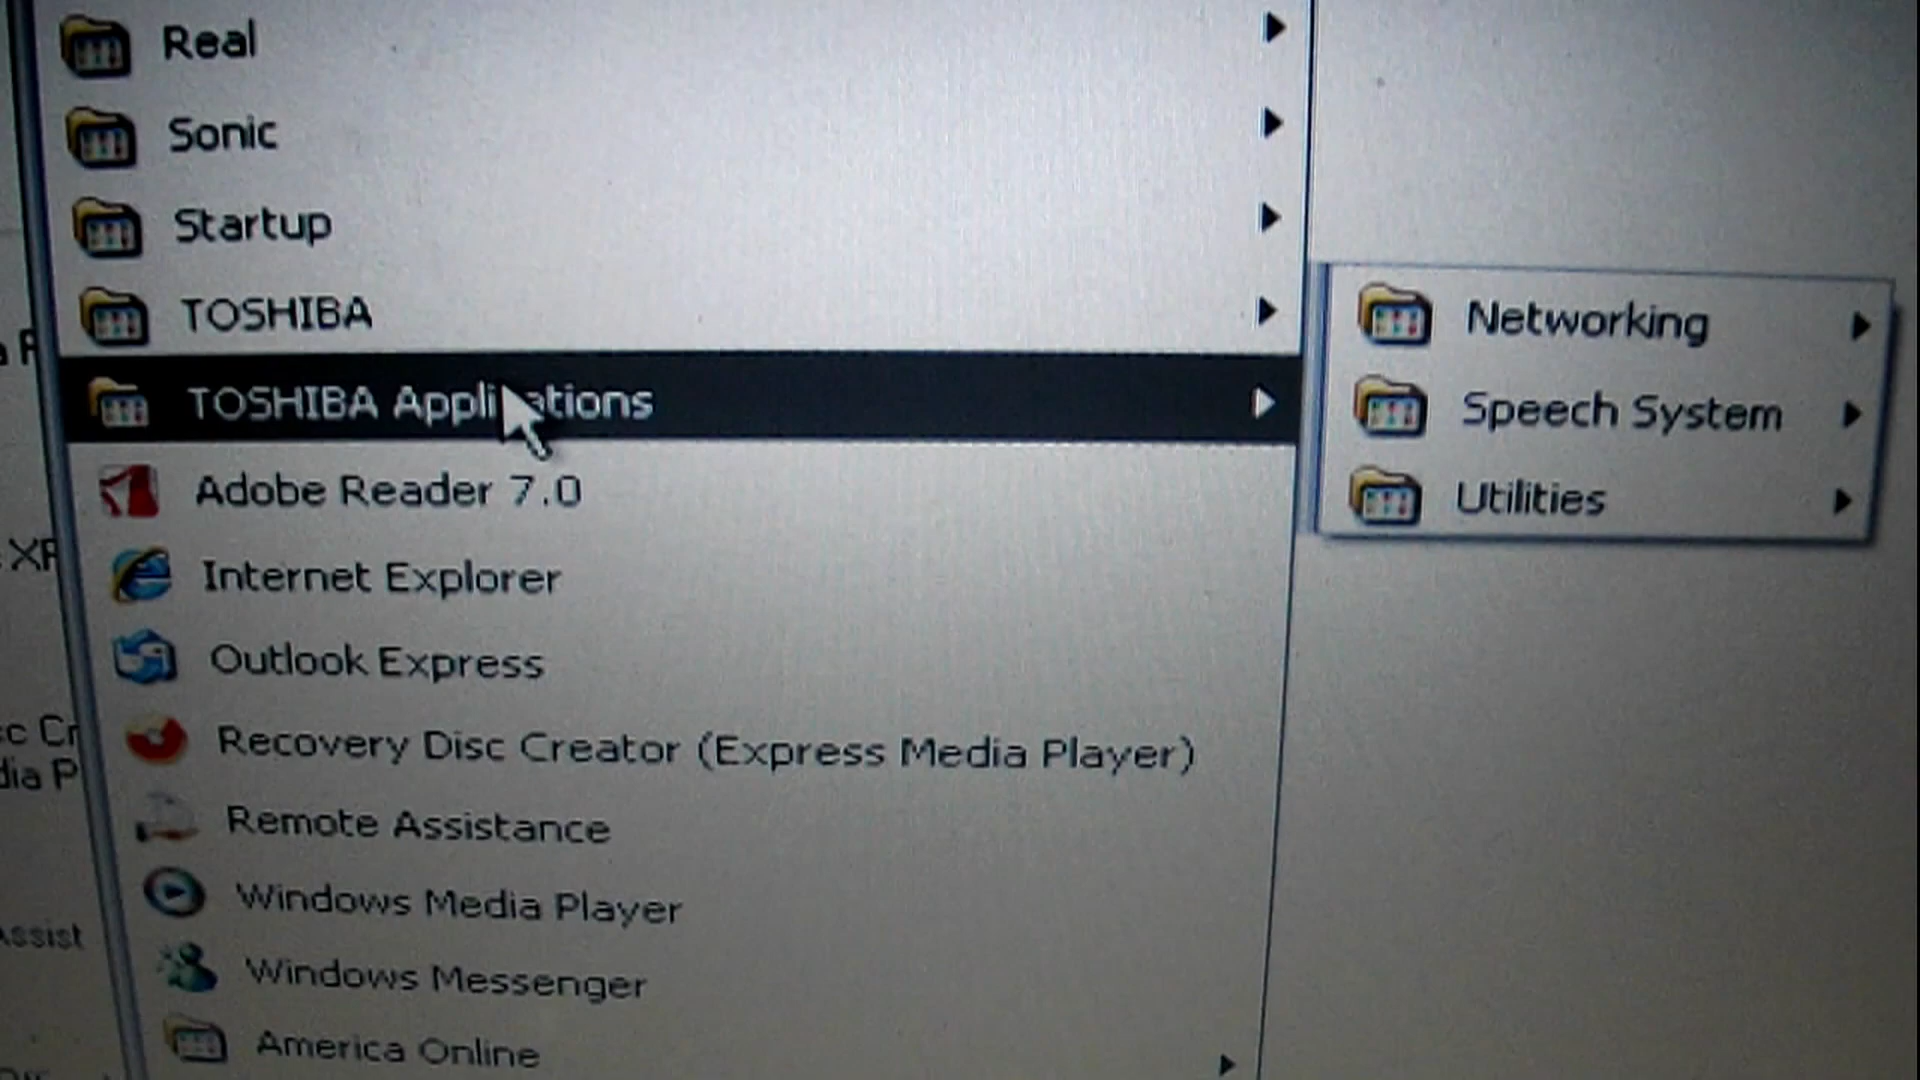 Real
Sonic
Startup
TOSHIBA
TOSHIBA Applications
Adobe Reader 7.0
Internet Explorer
Outlook Express
Recovery Disc Creator (Express Media Player)
Remote Assistance
Windows Media Player
Windows Messenger
America Online
Networking
Speech System
Utilities